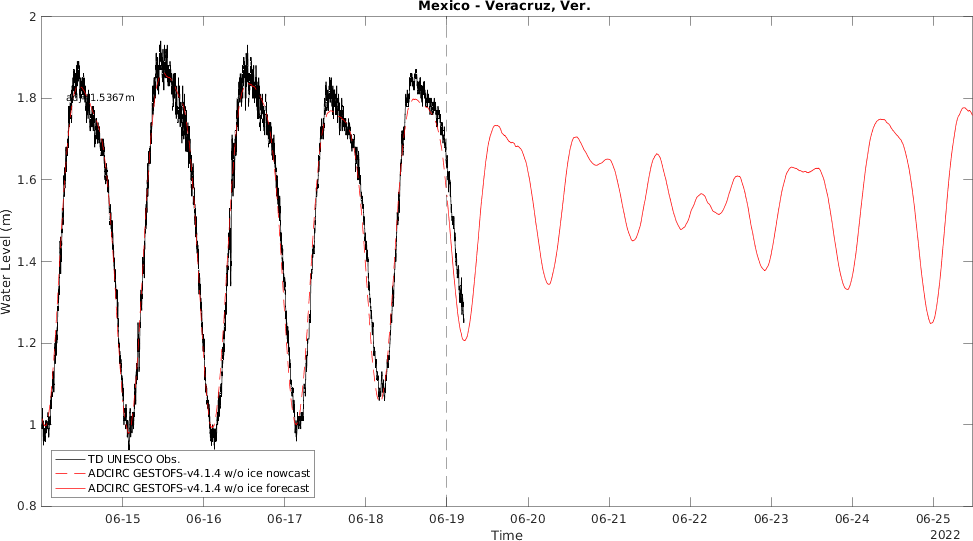 Mexico - Veracruz, Ver.
2
1.8
1.6
1.4
1.2
1
0.8
Water Level (m)
1.5367m
TD UNESCO Obs.
ADCIRC GESTOFS-v4.1.4 w/o ice nowcast
ADCIRC GESTOFS-v4.1.4 w/o ice forecast
06-15 06-16 06-17 06-18 06-19 06-20 06-21 06-22 06-23 06-24 06-25
Time
2022